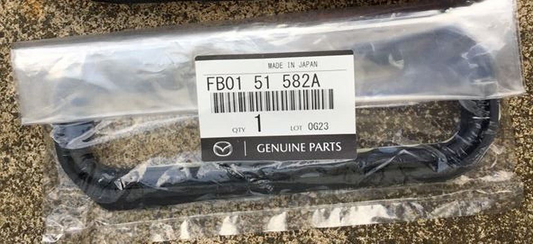 MADE IN JAPAN
FB01 51 582A
QTY 1 LOT 0G23
GENUINE PARTS